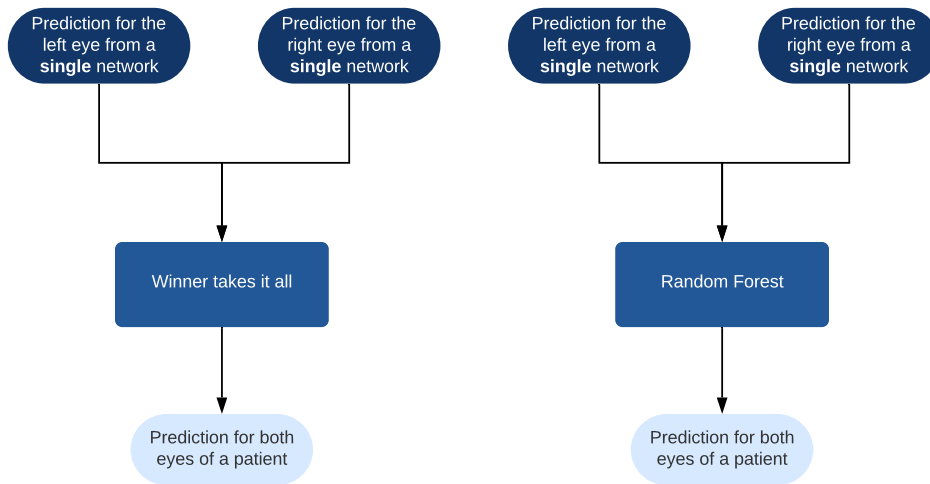 Prediction for the
left eye from a
single network
Prediction for the
right eye from a
single network
Winner takes it all
Prediction for both
eyes of a patient
Prediction for the
left eye from a
single network
Prediction for the
right eye from a
single network
Random Forest
Prediction for both
eyes of a patient